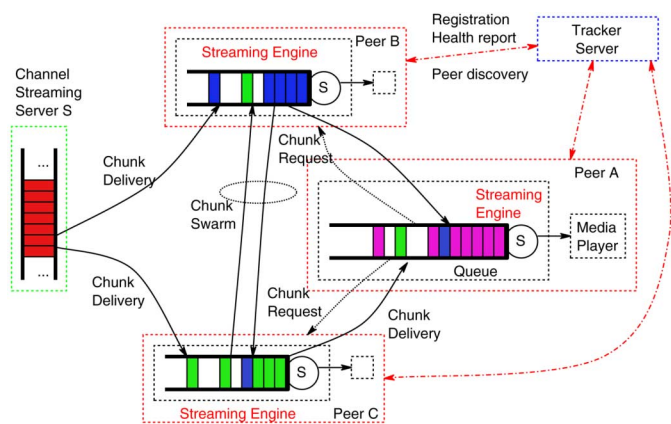 Channel
Streaming
Server S
...
...
Chunk
Delivery
Chunk
Delivery
Streaming Engine
Peer B
S
Registration
Health report
Peer discovery
Tracker
Server
Chunk
Request
Chunk
Swarm
Peer A
Streaming
Engine
S
Media
Player
Queue
Chunk
Request
Chunk
Delivery
S
Streaming Engine
Peer C